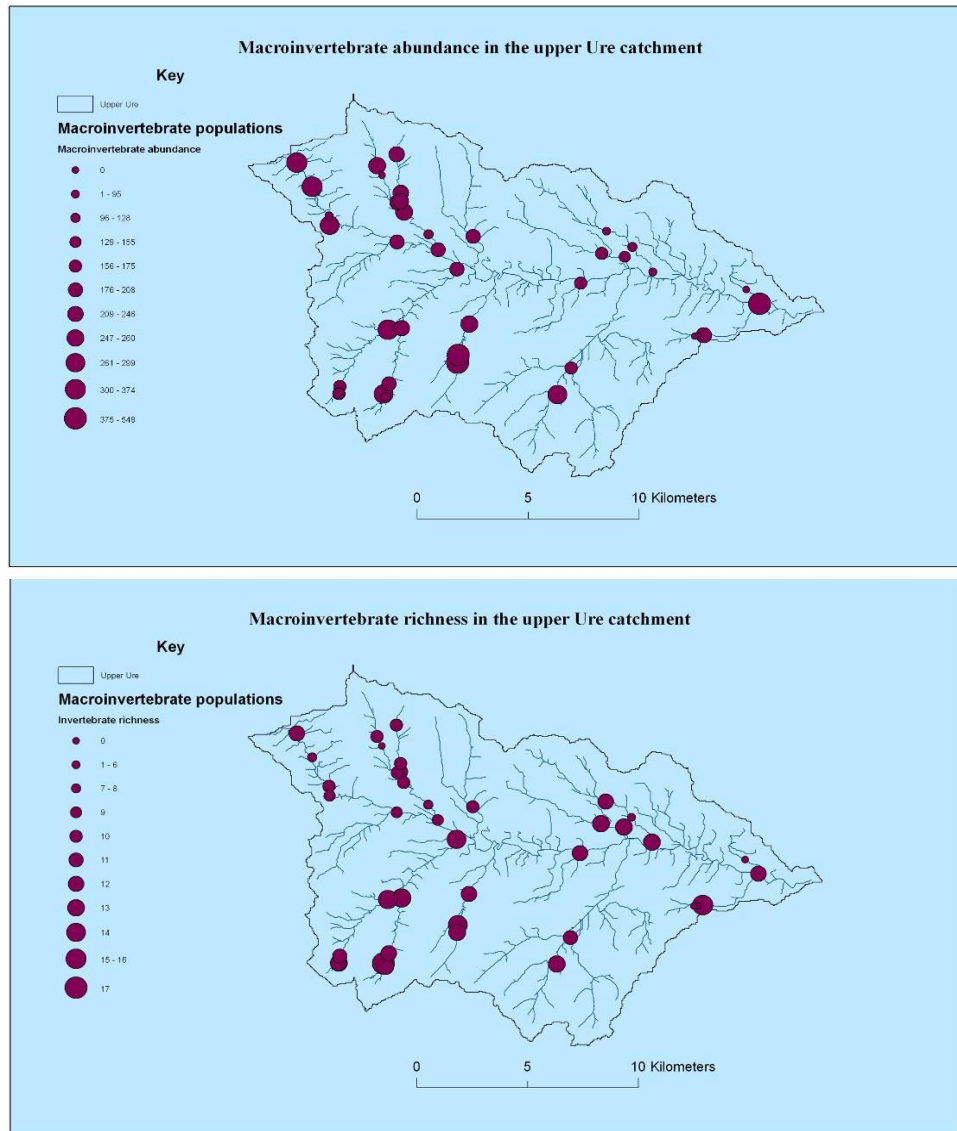 Macroinvertebrate abundance in the upper Ure catchment
Key
Upper Ure
Macroinvertebrate populations
Macroinvertebrate abundance
0
1 - 95
96 - 128
129 - 155
156 - 175
176 - 208
209 - 246
247 - 260
261 - 299
300 - 374
375 - 548
0 5 10 Kilometers
Macroinvertebrate richness in the upper Ure catchment
Key
Upper Ure
Macroinvertebrate populations
Invertebrate richness
0
1 - 6
7 - 8
9
10
11
12
13
14
15 - 16
17
0 5 10 Kilometers